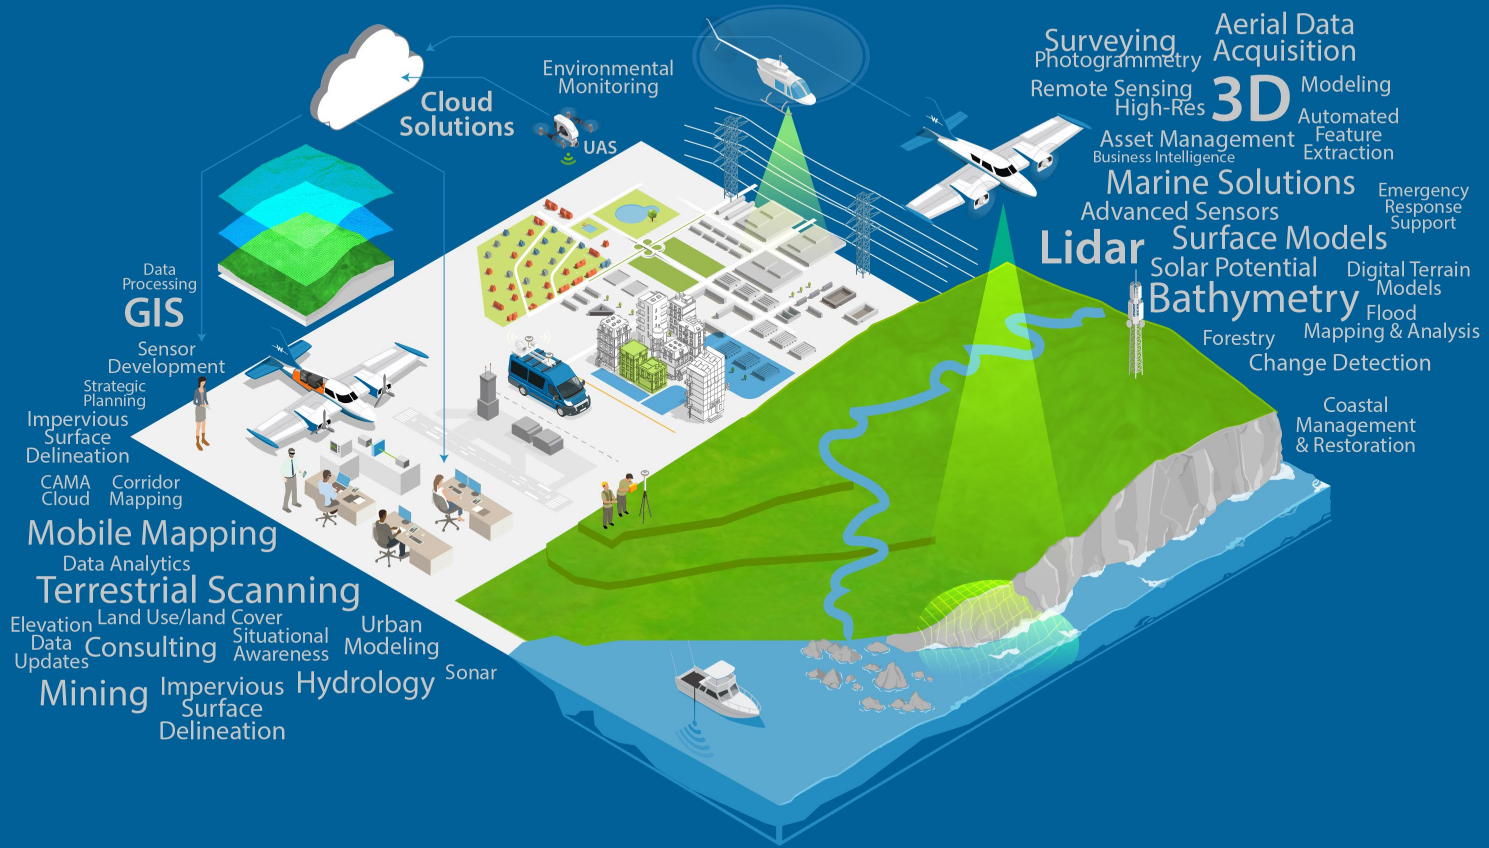 Environmental
Monitoring
Cloud
Solutions
UAS
Surveying
Photogrammetry
Aerial Data
Acquisition
Remote Sensing
High-Res
3D
Modeling
Automated
Feature
Extraction
Asset Management
Business Intelligence
Marine Solutions
Emergency
Response
Support
Advanced Sensors
Lidar
Surface Models
Solar Potential
Digital Terrain
Models
Bathymetry
Flood
Mapping & Analysis
Forestry
Change Detection
Coastal
Management
& Restoration
Data
Processing
GIS
Sensor
Development
Strategic
Planning
Impervious
Surface
Delineation
CAMA
Cloud
Corridor
Mapping
Mobile Mapping
Data Analytics
Terrestrial Scanning
Elevation
Data
Updates
Land Use/land Cover
Consulting
Situational
Awareness
Urban
Modeling
Mining
Impervious
Surface
Delineation
Hydrology
Sonar